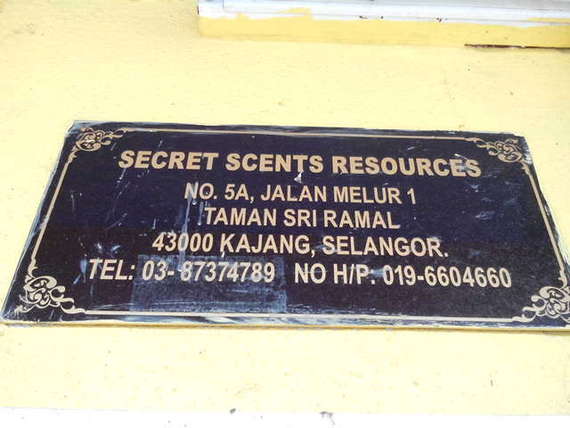 SECRET SCENTS RESOURCES
NO. 5A, JALAN MELUR 1
TAMAN SRI RAMAL
43000 KAJANG, SELANGOR.
TEL: 03- 87374789 NO H/P: 019-6604660